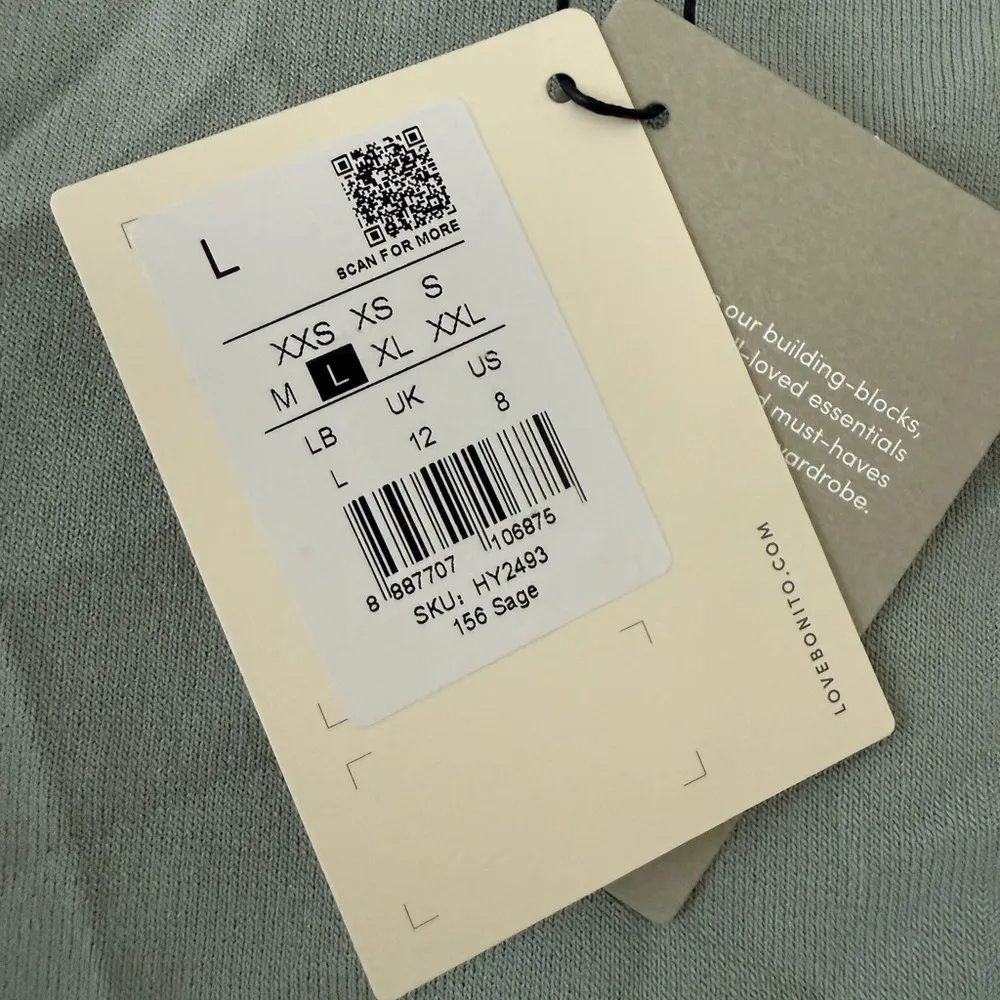 L
SCAN FOR MORE
XXS XS S
M L XL XXL
LB UK US
L 12 8
8 887707 106875
SKU: HY2493
156 Sage
LOVEBONITO.COM
our building-blocks,
-loved essentials
must-haves
wardrobe.